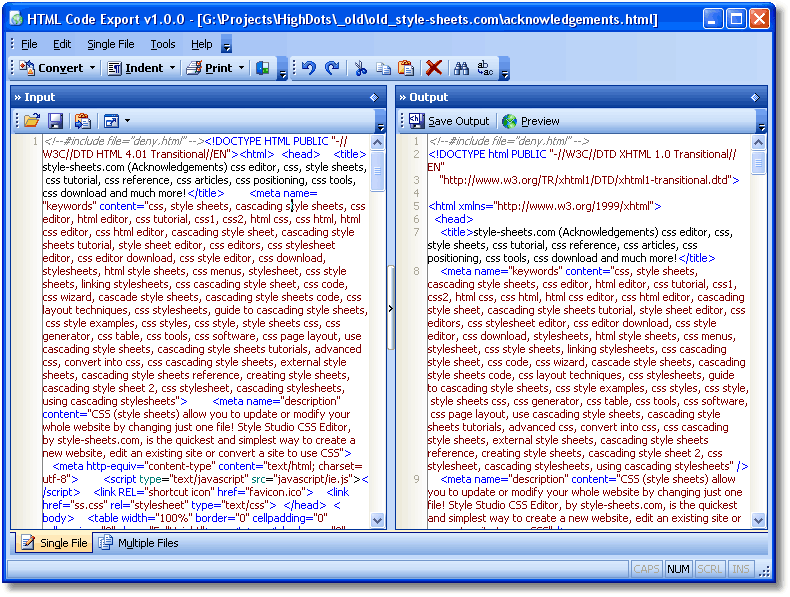 HTML Code Export v1.0.0 - [G:\Projects\HighDots\_old\old_style-sheets.com\acknowledgements.html]
File Edit Single File Tools Help
Convert Indent Print
» Input
1 <!--#include file="deny.html" --><!DOCTYPE HTML PUBLIC "-//
W3C//DTD HTML 4.01 Transitional//EN"><html> <head> <title>
style-sheets.com (Acknowledgements) css editor, css, style sheets,
css tutorial, css reference, css articles, css positioning, css tools,
css download and much more! </title> <meta name=
"keywords" content="css, style sheets, cascading style sheets, css
editor, html editor, css tutorial, css1, css2, html css, css html, html
css editor, css html editor, cascading style sheet, cascading style
sheets tutorial, style sheet editor, css editors, css stylesheet
editor, css editor download, css style editor, css download,
stylesheets, html style sheets, css menus, stylesheet, css style
sheets, linking stylesheets, css cascading style sheet, css code,
css wizard, cascade style sheets, cascading style sheets code, css
layout techniques, css stylesheets, guide to cascading style sheets,
css style examples, css styles, css style, style sheets css, css
generator, css table, css tools, css software, css page layout, use
cascading style sheets, cascading style sheets tutorials, advanced
css, convert into css, css cascading style sheets, external style
sheets, cascading style sheets reference, creating style sheets,
cascading style sheet 2, css stylesheet, cascading stylesheets,
using cascading stylesheets"> <meta name="description"
content="CSS (style sheets) allow you to update or modify your
whole website by changing just one file! Style Studio CSS Editor,
by style-sheets.com, is the quickest and simplest way to create a
new website, edit an existing site or convert a site to use CSS">
<meta http-equiv="content-type" content="text/html; charset=
utf-8"> <script type="text/javascript" src="javascript/ie.js"><
/script> <link REL="shortcut icon" href="favicon.ico"> <link
href="ss.css" rel="stylesheet" type="text/css"> </head> <
body> <table width="100%" border="0" cellpadding="0"
» Output
Save Output Preview
1 <!--#include file="deny.html" -->
2 <!DOCTYPE html PUBLIC "-//W3C//DTD XHTML 1.0 Transitional//
EN"
3 "http://www.w3.org/TR/xhtml1/DTD/xhtml1-transitional.dtd">
4
5 <html xmlns="http://www.w3.org/1999/xhtml">
6 <head>
7 <title>style-sheets.com (Acknowledgements) css editor, css,
style sheets, css tutorial, css reference, css articles, css
positioning, css tools, css download and much more! </title>
8 <meta name="keywords" content="css, style sheets,
cascading style sheets, css editor, html editor, css tutorial, css1,
css2, html css, css html, html css editor, css html editor, cascading
style sheet, cascading style sheets tutorial, style sheet editor, css
editors, css stylesheet editor, css editor download, css style
editor, css download, stylesheets, html style sheets, css menus,
stylesheet, css style sheets, linking stylesheets, css cascading
style sheet, css code, css wizard, cascade style sheets, cascading
style sheets code, css layout techniques, css stylesheets, guide
to cascading style sheets, css style examples, css styles, css style,
style sheets css, css generator, css table, css tools, css software,
css page layout, use cascading style sheets, cascading style
sheets tutorials, advanced css, convert into css, css cascading
style sheets, external style sheets, cascading style sheets
reference, creating style sheets, cascading style sheet 2, css
stylesheet, cascading stylesheets, using cascading stylesheets" />
9 <meta name="description" content="CSS (style sheets) allow
you to update or modify your whole website by changing just one
file! Style Studio CSS Editor, by style-sheets.com, is the quickest
and simplest way to create a new website, edit an existing site or
Single File Multiple Files
CAPS NUM SCRL INS